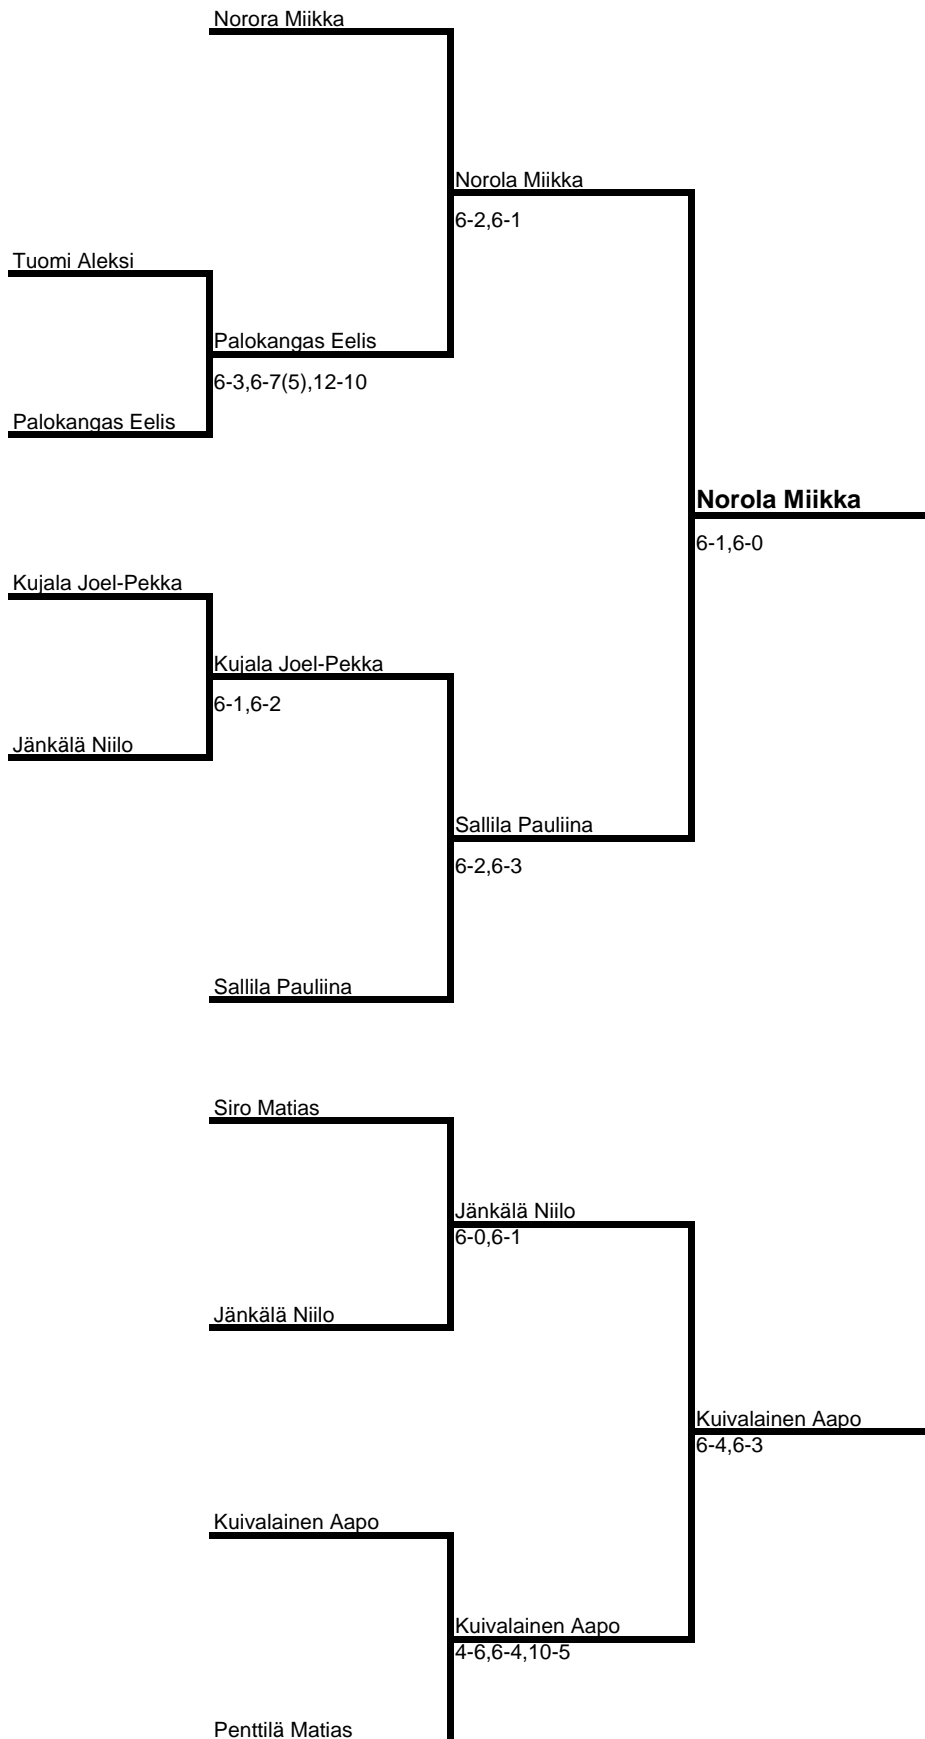 Norora Miikka
Norola Miikka
6-2,6-1
Tuomi Aleksi
Palokangas Eelis
6-3,6-7(5),12-10
Palokangas Eelis
Norola Miikka
6-1,6-0
Kujala Joel-Pekka
Kujala Joel-Pekka
6-1,6-2
Jänkälä Niilo
Sallila Pauliina
6-2,6-3
Sallila Pauliina
Siro Matias
Jänkälä Niilo
6-0,6-1
Jänkälä Niilo
Kuivalainen Aapo
6-4,6-3
Kuivalainen Aapo
Kuivalainen Aapo
4-6,6-4,10-5
Penttilä Matias